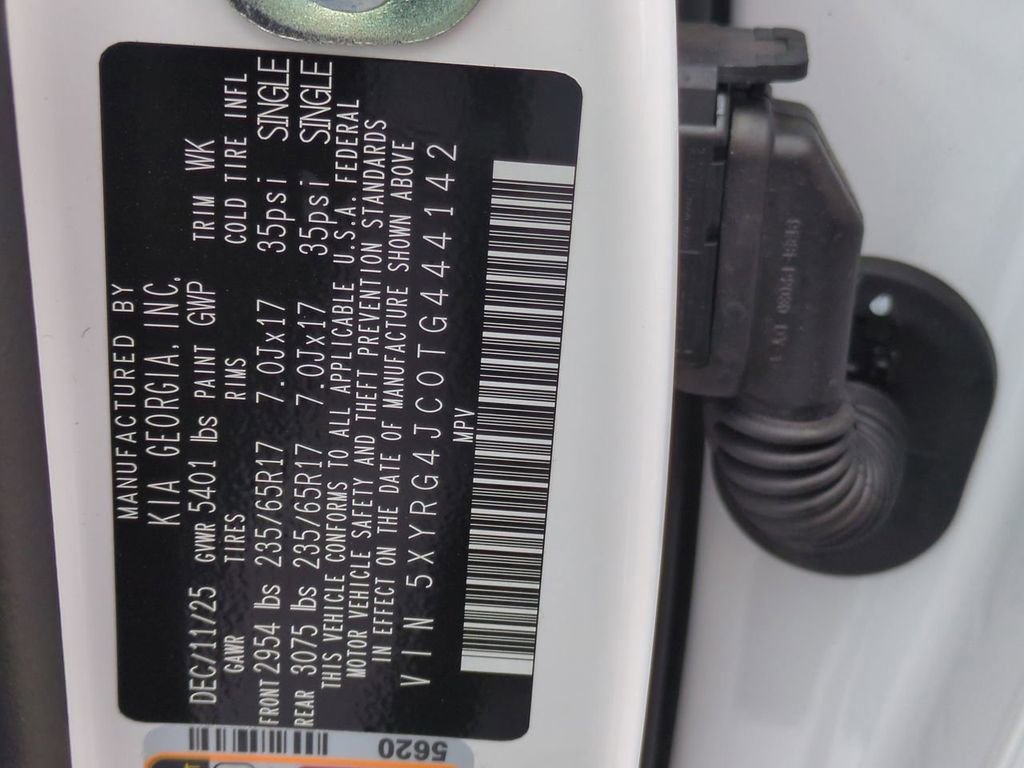 MANUFACTURED BY
KIA GEORGIA, INC.
DEC/11/25 GVWR 5401 lbs PAINT GWP TRIM WK
GAWR TIRES RIMS COLD TIRE INFL
FRONT 2954 lbs 235/65R17 7.0Jx17 35psi SINGLE
REAR 3075 lbs 235/65R17 7.0Jx17 35psi SINGLE
THIS VEHICLE CONFORMS TO ALL APPLICABLE U.S.A. FEDERAL
MOTOR VEHICLE SAFETY AND THEFT PREVENTION STANDARDS
IN EFFECT ON THE DATE OF MANUFACTURE SHOWN ABOVE
VIN 5XYRG4JC0TG444142
MPV
5620